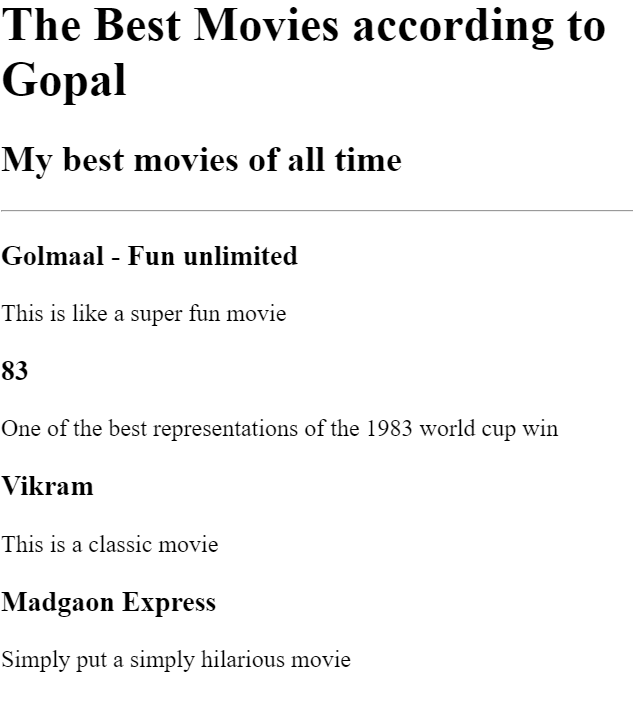 The Best Movies according to
Gopal
My best movies of all time
Golmaal - Fun unlimited
This is like a super fun movie
83
One of the best representations of the 1983 world cup win
Vikram
This is a classic movie
Madgaon Express
Simply put a simply hilarious movie